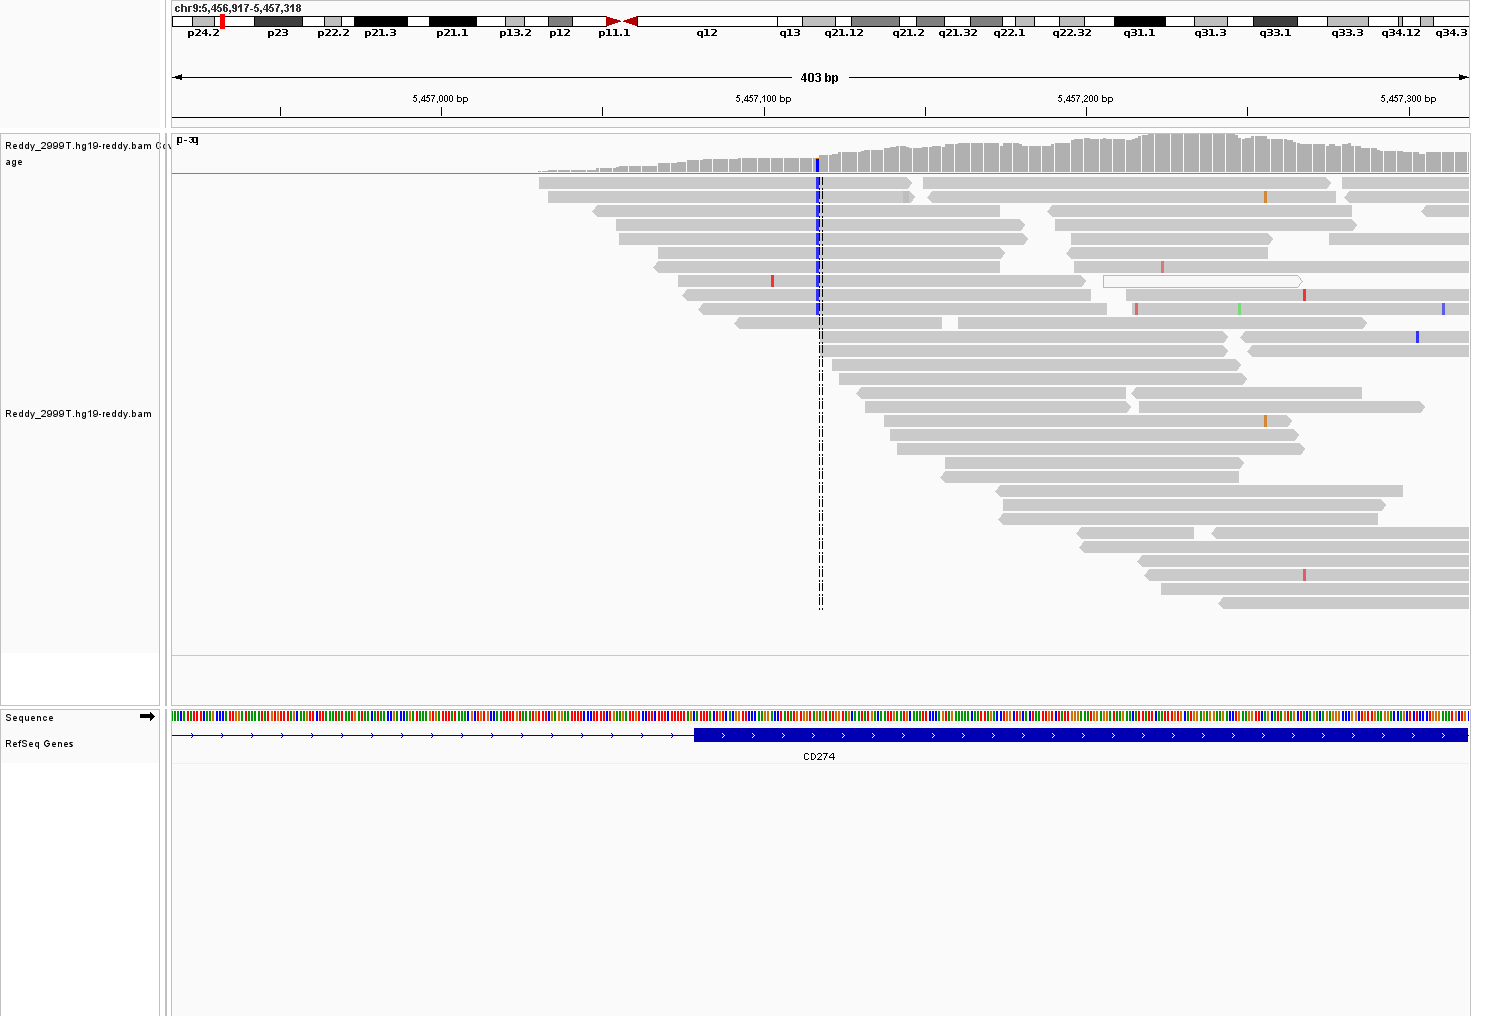 chr9:5,456,917-5,457,318
p24.2 p23 p22.2 p21.3 p21.1 p13.2 p12 p11.1 q12 q13 q21.12 q21.2 q21.32 q22.1 q22.32 q31.1 q31.3 q33.1 q33.3 q34.12 q34.3
403 bp
5,457,000 bp 5,457,100 bp 5,457,200 bp 5,457,300 bp
[0 - 30]
Reddy_2999T.hg19-reddy.bam Cov
age
Reddy_2999T.hg19-reddy.bam
Sequence
RefSeq Genes
CD274